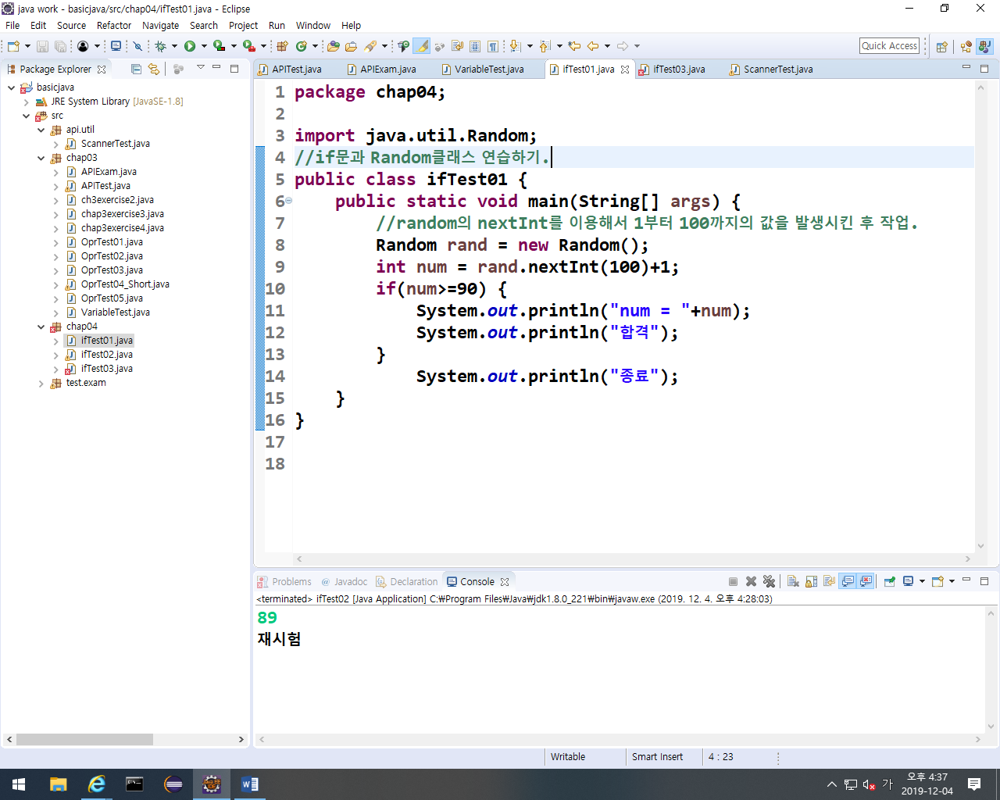 java work - basicjava/src/chap04/ifTest01.java - Eclipse
File Edit Source Refactor Navigate Search Project Run Window Help
Quick Access
Package Explorer
basicjava
JRE System Library [JavaSE-1.8]
src
api.util
ScannerTest.java
chap03
APIExam.java
APITest.java
ch3exercise2.java
chap3exercise3.java
chap3exercise4.java
OprTest01.java
OprTest02.java
OprTest03.java
OprTest04_Short.java
OprTest05.java
VariableTest.java
chap04
ifTest01.java
ifTest02.java
ifTest03.java
test.exam
APITest.java APIExam.java VariableTest.java ifTest01.java ifTest03.java ScannerTest.java
1 package chap04;
2
3 import java.util.Random;
4 //if문과 Random클래스 연습하기.
5 public class ifTest01 {
6 public static void main(String[] args) {
7 //random의 nextInt를 이용해서 1부터 100까지의 값을 발생시킨 후 작업.
8 Random rand = new Random();
9 int num = rand.nextInt(100)+1;
10 if(num>=90) {
11 System.out.println("num = "+num);
12 System.out.println("합격");
13 }
14 System.out.println("종료");
15 }
16 }
17
18
Problems @ Javadoc Declaration Console
<terminated> ifTest02 [Java Application] C:₩Program Files₩Java₩jdk1.8.0_221₩bin₩javaw.exe (2019. 12. 4. 오후 4:28:03)
89
재시험
Writable Smart Insert 4 : 23
가 오후 4:37
2019-12-04